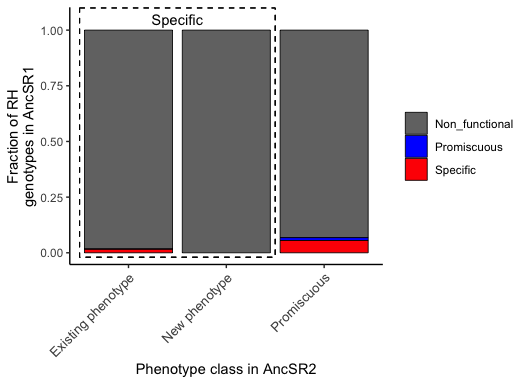 Specific
1.00
0.75
0.50
0.25
0.00
Fraction of RH
genotypes in AncSR1
Existing phenotype
New phenotype
Promiscuous
Phenotype class in AncSR2
Non_functional
Promiscuous
Specific